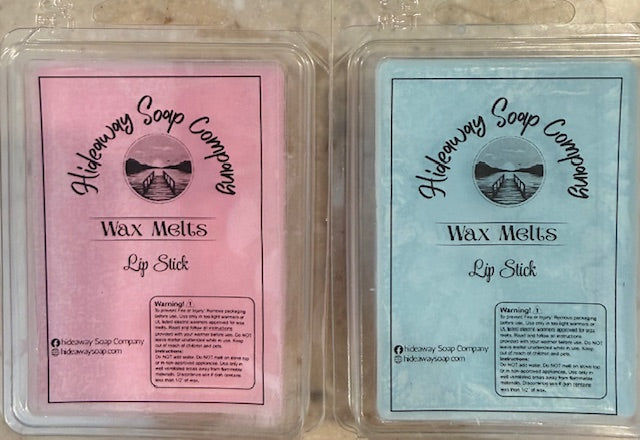 Hideaway Soap Company
Wax Melts
Lip Stick
Warning!
To prevent Fire or Injury: Remove packaging
before use. Use only in tea light warmers or
UL listed electric warmers approved for wax
melts. Read and follow all instructions
provided with your warmer before use. Do NOT
leave melter unattended while in use. Keep
out of reach of children and pets.
Instructions:
Do NOT add water. Do NOT melt on stove top
or in non-approved appliances. Use only in
well ventilated areas away from flammable
materials. Discontinue use if dish contains
less than 1/2" of wax.
hideaway Soap Company
hideawaysoap.com
Hideaway Soap Company
Wax Melts
Lip Stick
Warning!
To prevent Fire or Injury: Remove packaging
before use. Use only in tea light warmers or
UL listed electric warmers approved for wax
melts. Read and follow all instructions
provided with your warmer before use. Do NOT
leave melter unattended while in use. Keep
out of reach of children and pets.
Instructions:
Do NOT add water. Do NOT melt on stove top
or in non-approved appliances. Use only in
well ventilated areas away from flammable
materials. Discontinue use if dish contains
less than 1/2" of wax.
hideaway Soap Company
hideawaysoap.com